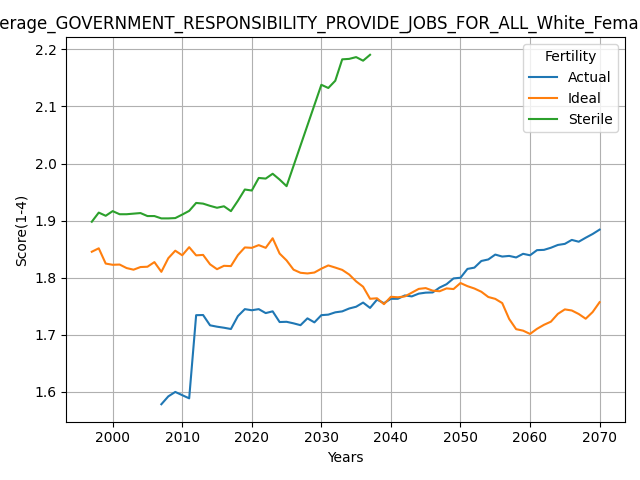 erage_GOVERNMENT_RESPONSIBILITY_PROVIDE_JOBS_FOR_ALL_White_Fema
Fertility
Actual
Ideal
Sterile
Score(1-4)
2.2
2.1
2.0
1.9
1.8
1.7
1.6
2000 2010 2020 2030 2040 2050 2060 2070
Years